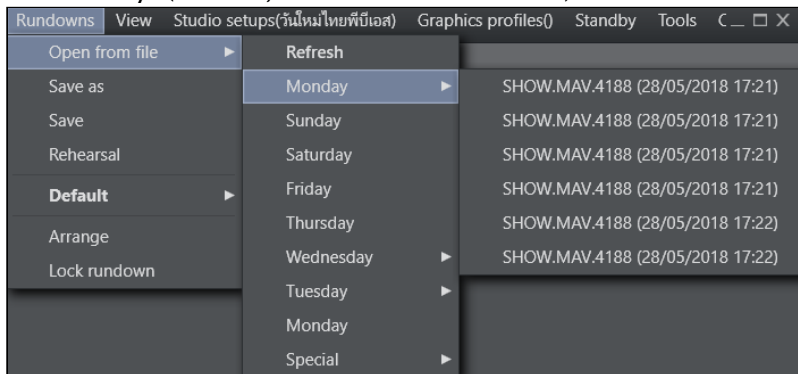 Rundowns View Studio setups(วันใหม่ไทยพีบีเอส) Graphics profiles() Standby Tools
Open from file
Save as
Save
Rehearsal
Default
Arrange
Lock rundown
Refresh
Monday
Sunday
Saturday
Friday
Thursday
Wednesday
Tuesday
Monday
Special
SHOW.MAV.4188 (28/05/2018 17:21)
SHOW.MAV.4188 (28/05/2018 17:21)
SHOW.MAV.4188 (28/05/2018 17:21)
SHOW.MAV.4188 (28/05/2018 17:21)
SHOW.MAV.4188 (28/05/2018 17:22)
SHOW.MAV.4188 (28/05/2018 17:22)